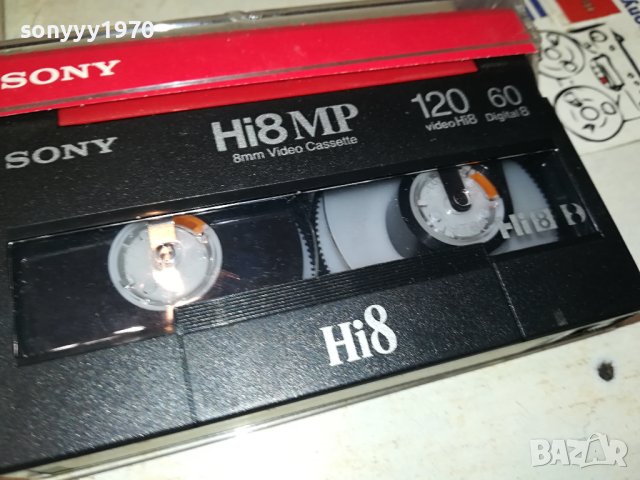 sonyyy1970
SONY
SONY
Hi8 MP
8mm Video Cassette
120
video Hi8
60
Digital 8
Hi8
Hi8
BAZAR